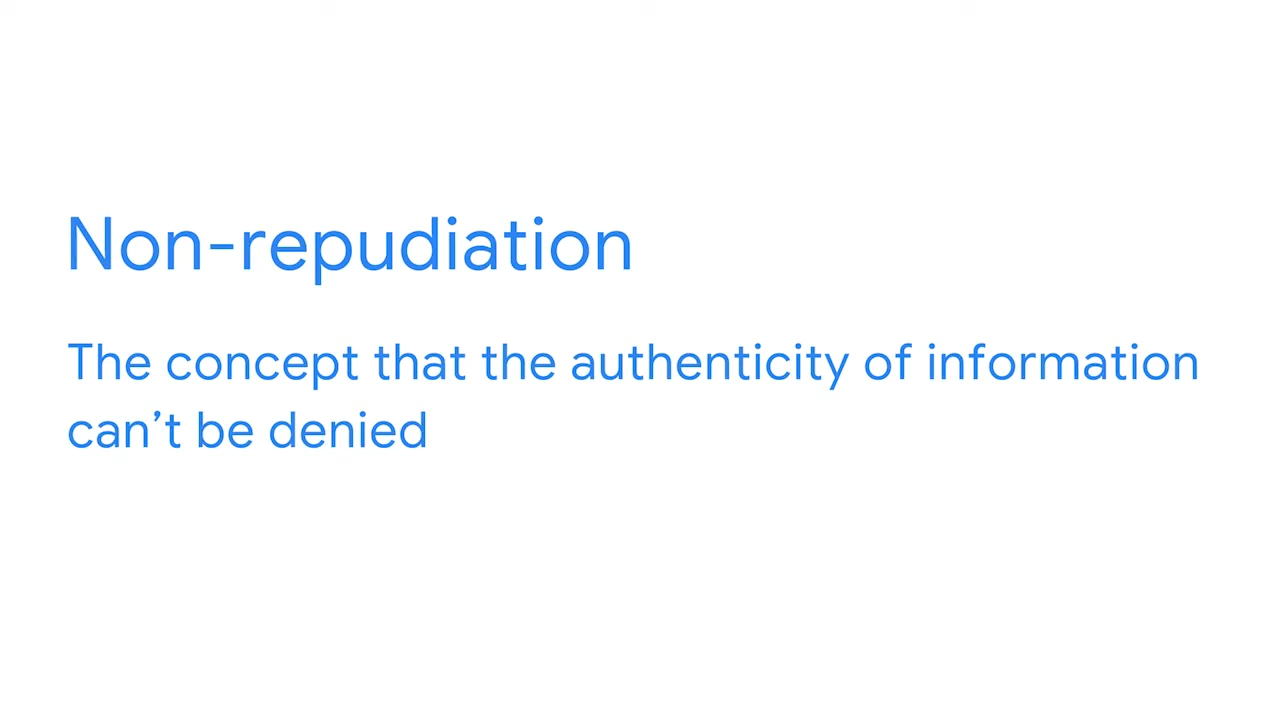 Non-repudiation
The concept that the authenticity of information
can’t be denied